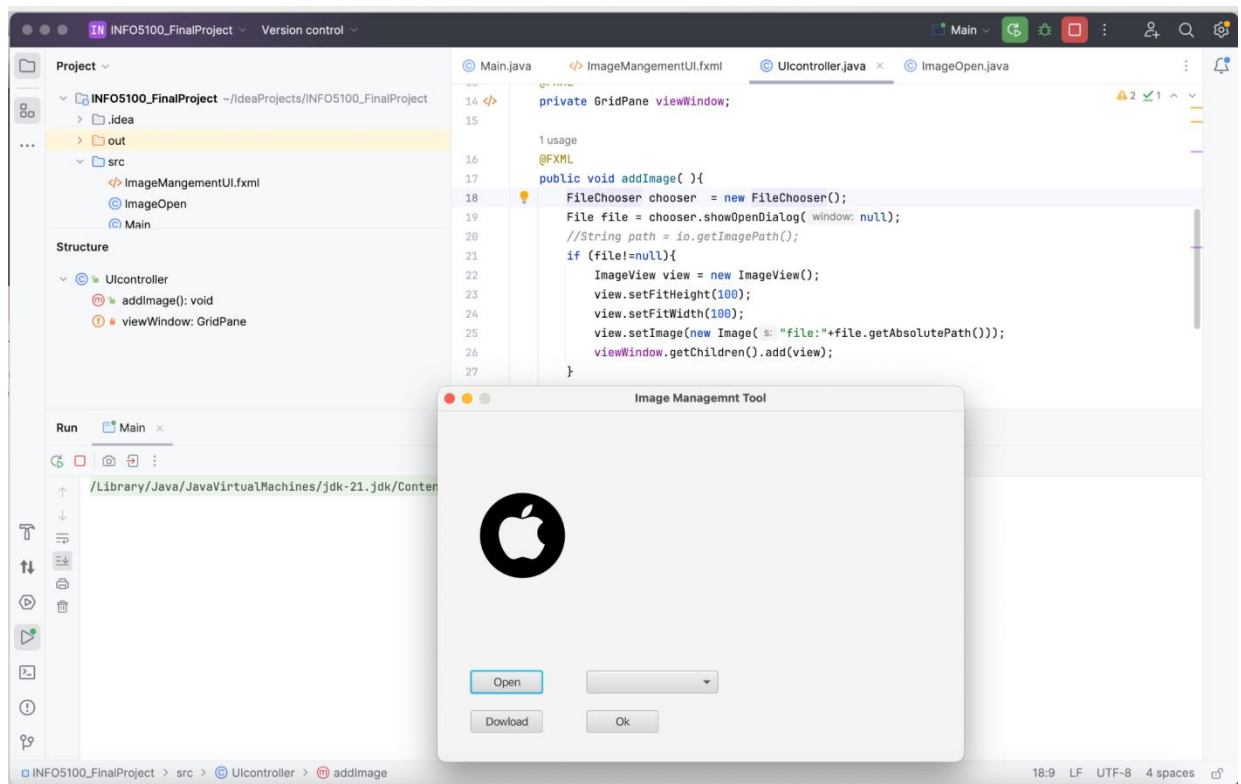 IN INFO5100_FinalProject Version control Main
Project
INFO5100_FinalProject ~/IdeaProjects/INFO5100_FinalProject
.idea
out
src
ImageMangementUI.fxml
ImageOpen
Main
Structure
UIcontroller
addImage(): void
viewWindow: GridPane
Main.java ImageMangementUI.fxml UIcontroller.java ImageOpen.java
2 1
14 private GridPane viewWindow;
15
1 usage
16 @FXML
17 public void addImage( ){
18 FileChooser chooser  = new FileChooser();
19 File file = chooser.showOpenDialog( window: null);
20 //String path = io.getImagePath();
21 if (file!=null){
22 ImageView view = new ImageView();
23 view.setFitHeight(100);
24 view.setFitWidth(100);
25 view.setImage(new Image( s: "file:"+file.getAbsolutePath()));
26 viewWindow.getChildren().add(view);
27 }
Run Main
/Library/Java/JavaVirtualMachines/jdk-21.jdk/Conten
Image Managemnt Tool
Open
Dowload Ok
INFO5100_FinalProject > src > UIcontroller > addImage 18:9 LF UTF-8 4 spaces